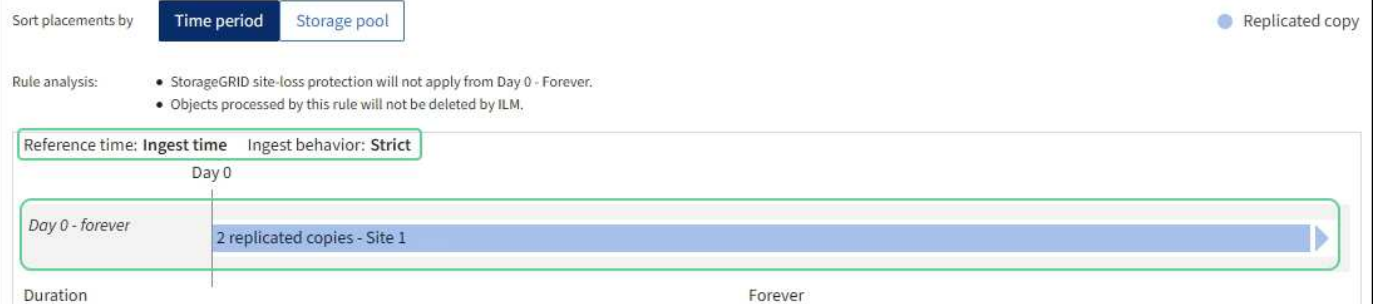 Sort placements by Time period Storage pool Replicated copy
Rule analysis: • StorageGRID site-loss protection will not apply from Day 0 - Forever.
• Objects processed by this rule will not be deleted by ILM.
Reference time: Ingest time Ingest behavior: Strict
Day 0
Day 0 - forever
2 replicated copies - Site 1
Duration Forever